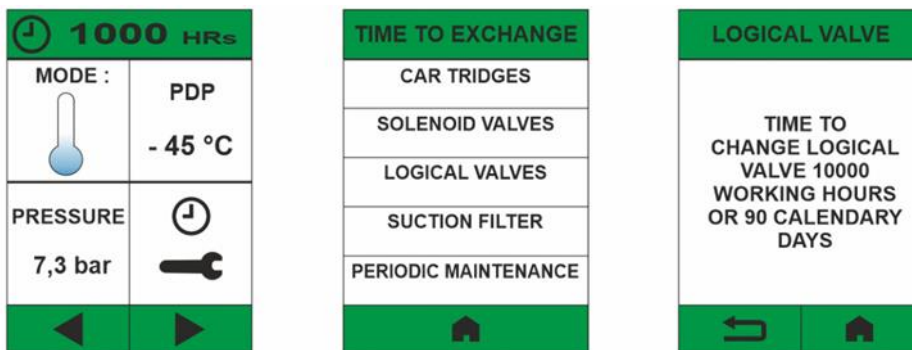 1000 HRs
MODE :
PDP
- 45 °C
PRESSURE
7,3 bar
TIME TO EXCHANGE
CAR TRIDGES
SOLENOID VALVES
LOGICAL VALVES
SUCTION FILTER
PERIODIC MAINTENANCE
LOGICAL VALVE
TIME TO
CHANGE LOGICAL
VALVE 10000
WORKING HOURS
OR 90 CALENDARY
DAYS